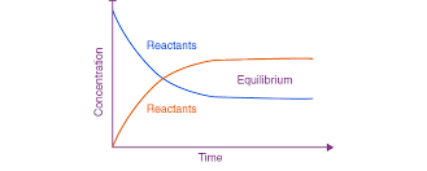 Reactants
Concentration
Equilibrium
Reactants
Time